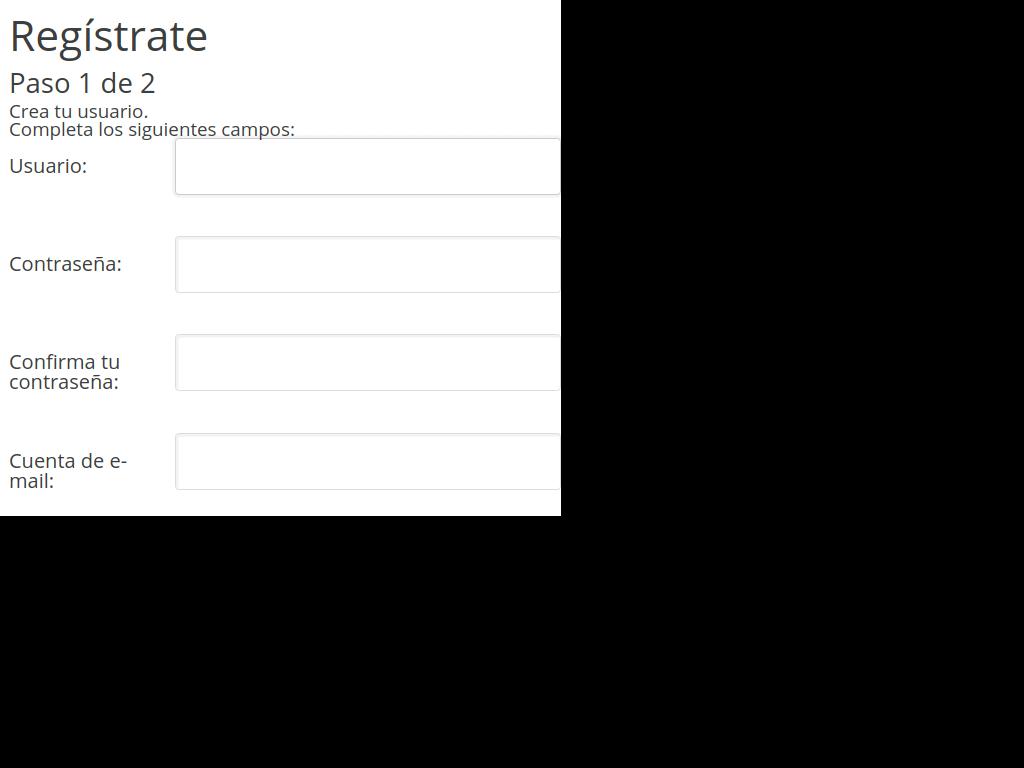 Regístrate
Paso 1 de 2
Crea tu usuario.
Completa los siguientes campos:
Usuario:
Contraseña:
Confirma tu
contraseña:
Cuenta de e-
mail: